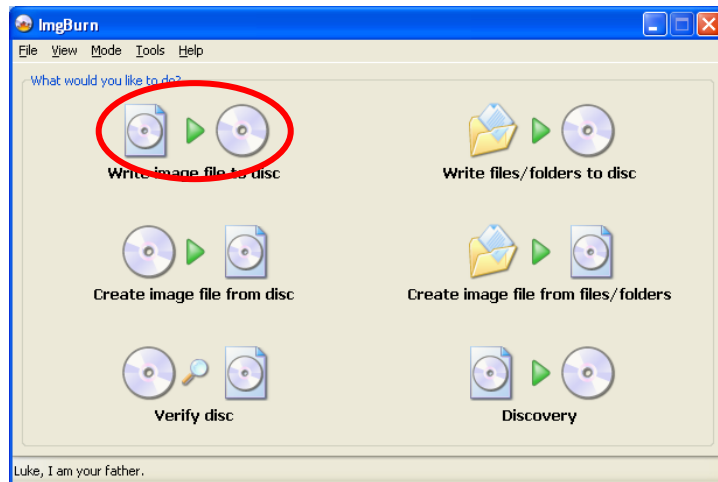 ImgBurn
File View Mode Tools Help
What would you like to do?
Write image file to disc
Write files/folders to disc
Create image file from disc
Create image file from files/folders
Verify disc
Discovery
Luke, I am your father.